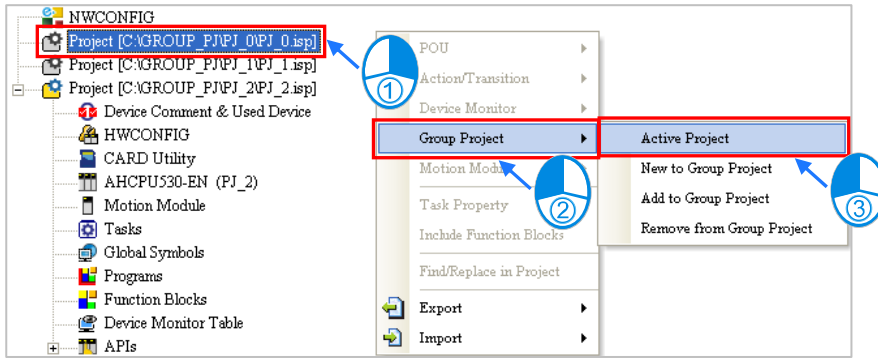 NWCONFIG
Project [C:\GROUP_PJ\PJ_0\PJ_0.isp]
Project [C:\GROUP_PJ\PJ_1\PJ_1.isp]
Project [C:\GROUP_PJ\PJ_2\PJ_2.isp]
Device Comment & Used Device
HWCONFIG
CARD Utility
AHCPU530-EN (PJ_2)
Motion Module
Tasks
Global Symbols
Programs
Function Blocks
Device Monitor Table
APIs
①
POU
Action/Transition
Device Monitor
Group Project
Motion Modu
Task Property
Include Function Blocks
Find/Replace in Project
Export
Import
②
Active Project
New to Group Project
Add to Group Project
Remove from Group Project
③